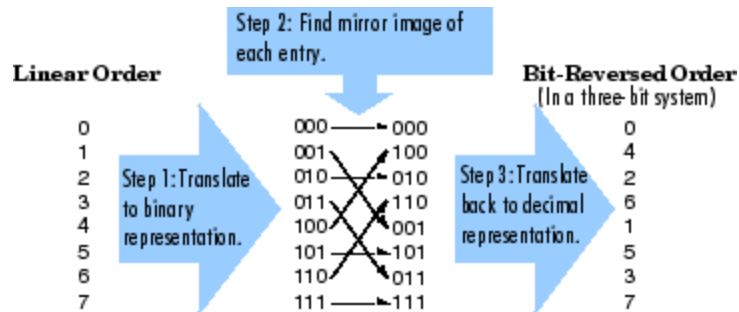 Step 2: Find mirror image of
each entry.
Linear Order
Bit-Reversed Order
(In a three-bit system)
0 000 000 0
1 001 100 4
2 010 010 2
3 011 110 6
4 100 001 1
5 101 101 5
6 110 011 3
7 111 111 7
Step 1: Translate
to binary
representation.
Step 3: Translate
back to decimal
representation.